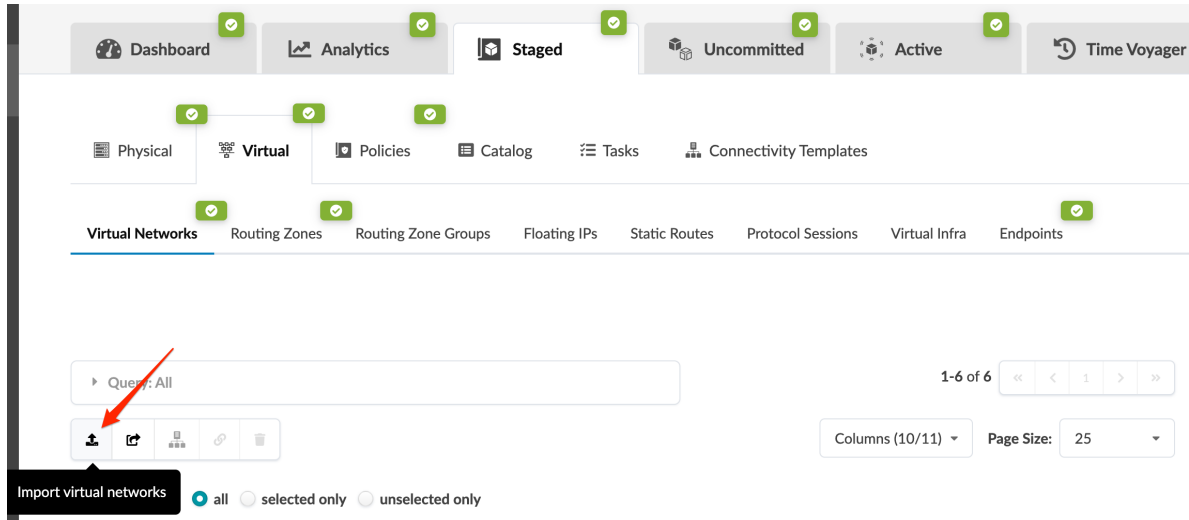 Dashboard Analytics Staged Uncommitted Active Time Voyager
Physical Virtual Policies Catalog Tasks Connectivity Templates
Virtual Networks Routing Zones Routing Zone Groups Floating IPs Static Routes Protocol Sessions Virtual Infra Endpoints
Query: All 1-6 of 6 « < 1 > »
Columns (10/11) Page Size: 25
Import virtual networks all selected only unselected only